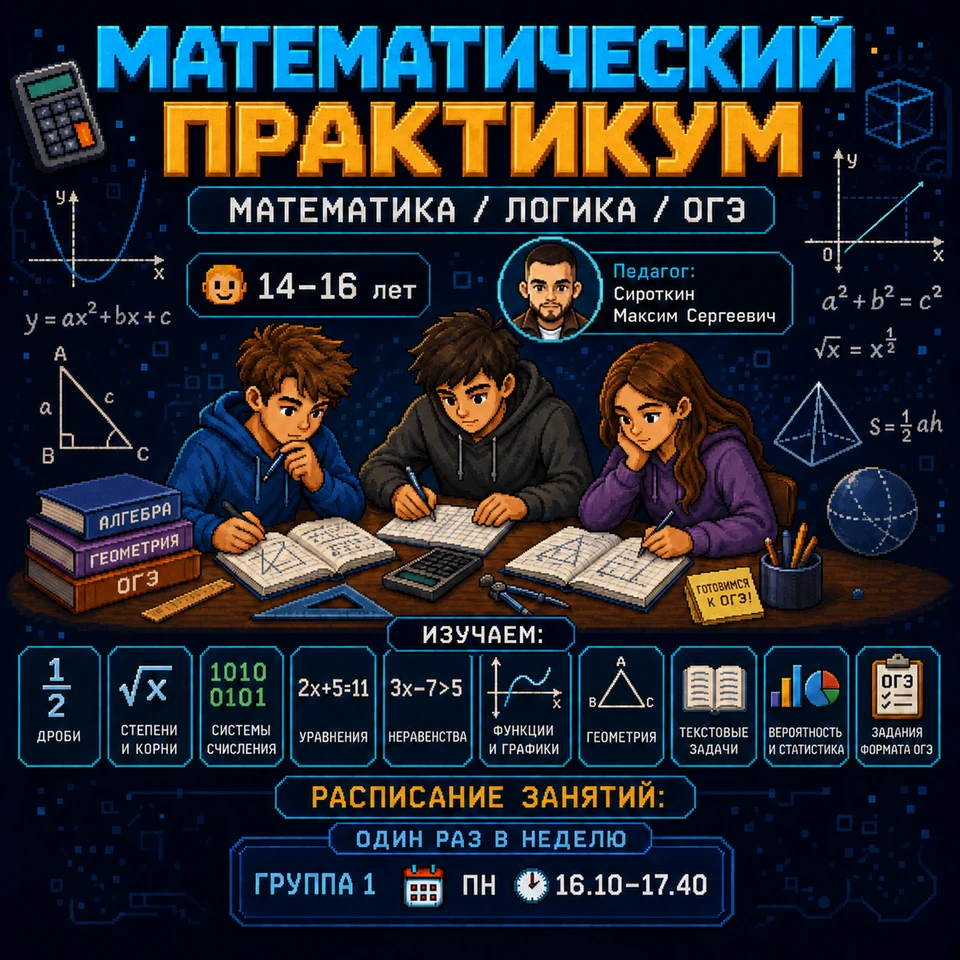 МАТЕМАТИЧЕСКИЙ
ПРАКТИКУМ
МАТЕМАТИКА / ЛОГИКА / ОГЭ
14–16 лет
Педагог:
Сироткин
Максим Сергеевич
y
x
y = ax²+bx+c
A
a
c
B
C
y
0
x
a² + b² = c²
√x = x^½
S = ½ ah
АЛГЕБРА
ГЕОМЕТРИЯ
ОГЭ
ГОТОВИМСЯ
К ОГЭ!
ИЗУЧАЕМ:
1/2
ДРОБИ
√x
СТЕПЕНИ
И КОРНИ
1010
0101
СИСТЕМЫ
СЧИСЛЕНИЯ
2x+5=11
УРАВНЕНИЯ
3x−7>5
НЕРАВЕНСТВА
x
ФУНКЦИИ
И ГРАФИКИ
A
B
C
ГЕОМЕТРИЯ
ТЕКСТОВЫЕ
ЗАДАЧИ
ВЕРОЯТНОСТЬ
И СТАТИСТИКА
ОГЭ
ЗАДАНИЯ
ФОРМАТА ОГЭ
РАСПИСАНИЕ ЗАНЯТИЙ:
ОДИН РАЗ В НЕДЕЛЮ
ГРУППА 1 ПН 16.10–17.40